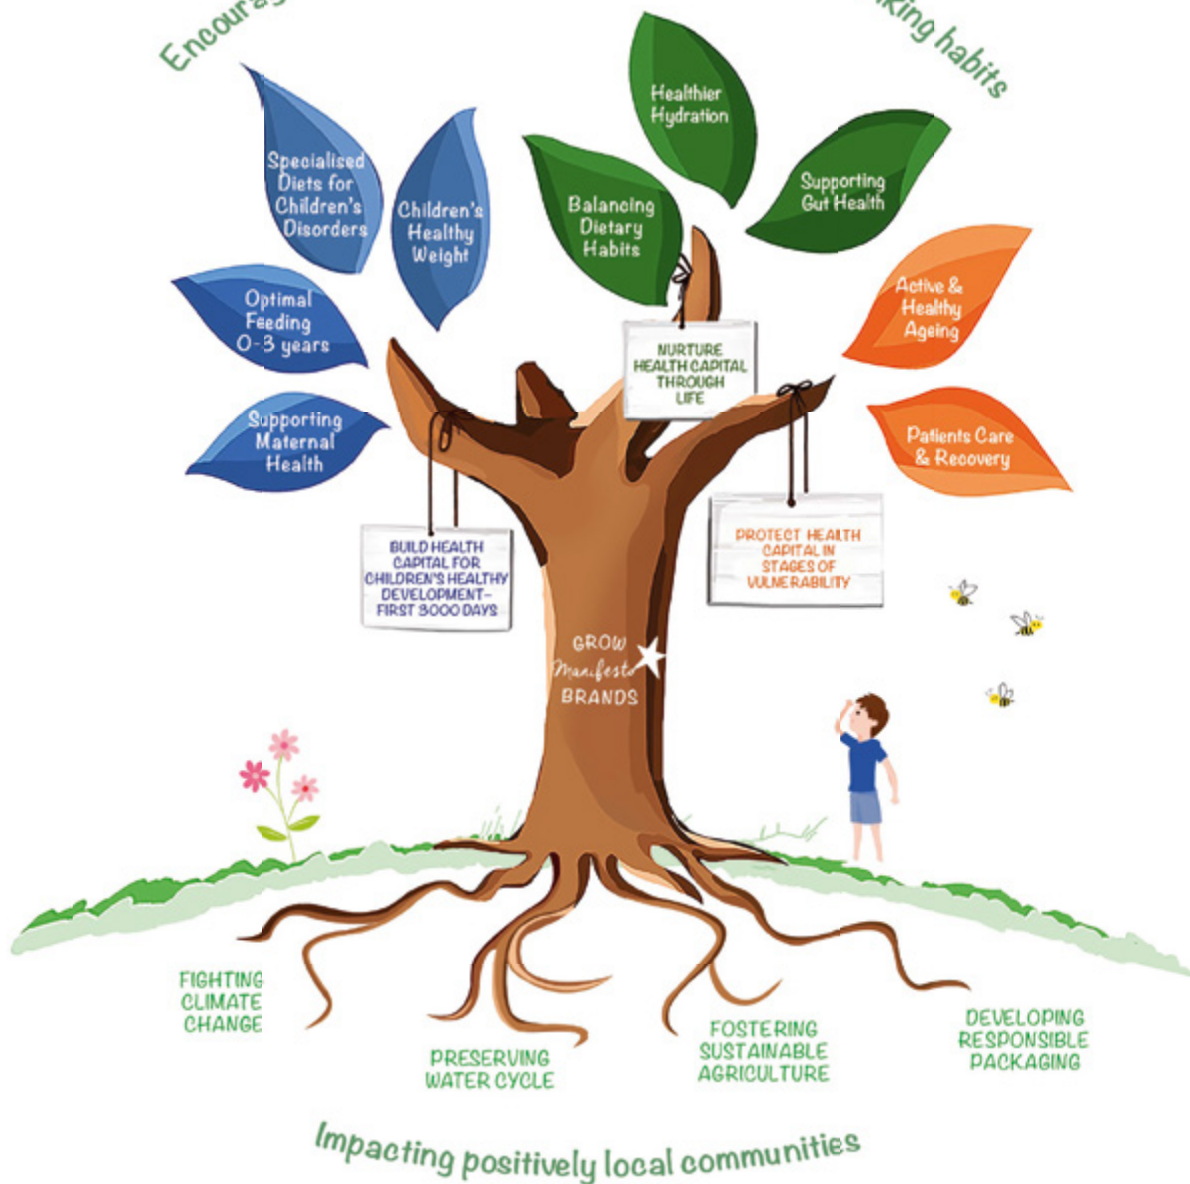 king habits
Healthier
Hydration
Specialised
Diets for
Children's
Disorders
Children's
Healthy
Weight
Balancing
Dietary
Habits
Supporting
Gut Health
Optimal
Feeding
0-3 years
Active &
Healthy
Ageing
Supporting
Maternal
Health
Patients Care
& Recovery
NURTURE
HEALTH CAPITAL
THROUGH
LIFE
BUILD HEALTH
CAPITAL FOR
CHILDREN'S HEALTHY
DEVELOPMENT–
FIRST 3000 DAYS
PROTECT HEALTH
CAPITAL IN
STAGES OF
VULNERABILITY
GROW
Manifesto
BRANDS
FIGHTING
CLIMATE
CHANGE
PRESERVING
WATER CYCLE
FOSTERING
SUSTAINABLE
AGRICULTURE
DEVELOPING
RESPONSIBLE
PACKAGING
Impacting positively local communities